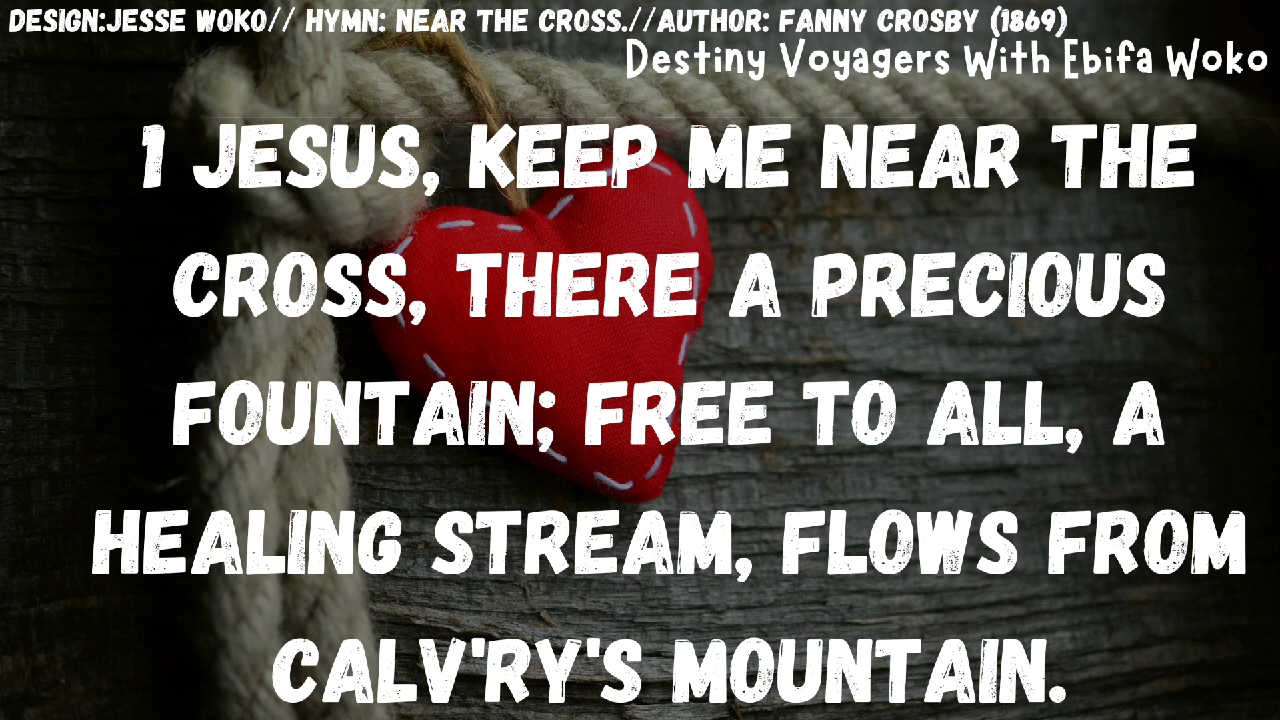 DESIGN:JESSE WOKO// HYMN: NEAR THE CROSS.//AUTHOR: FANNY CROSBY (1869)
Destiny Voyagers With Ebifa Woko
1 JESUS, KEEP ME NEAR THE
CROSS, THERE A PRECIOUS
FOUNTAIN; FREE TO ALL, A
HEALING STREAM, FLOWS FROM
CALV'RY'S MOUNTAIN.